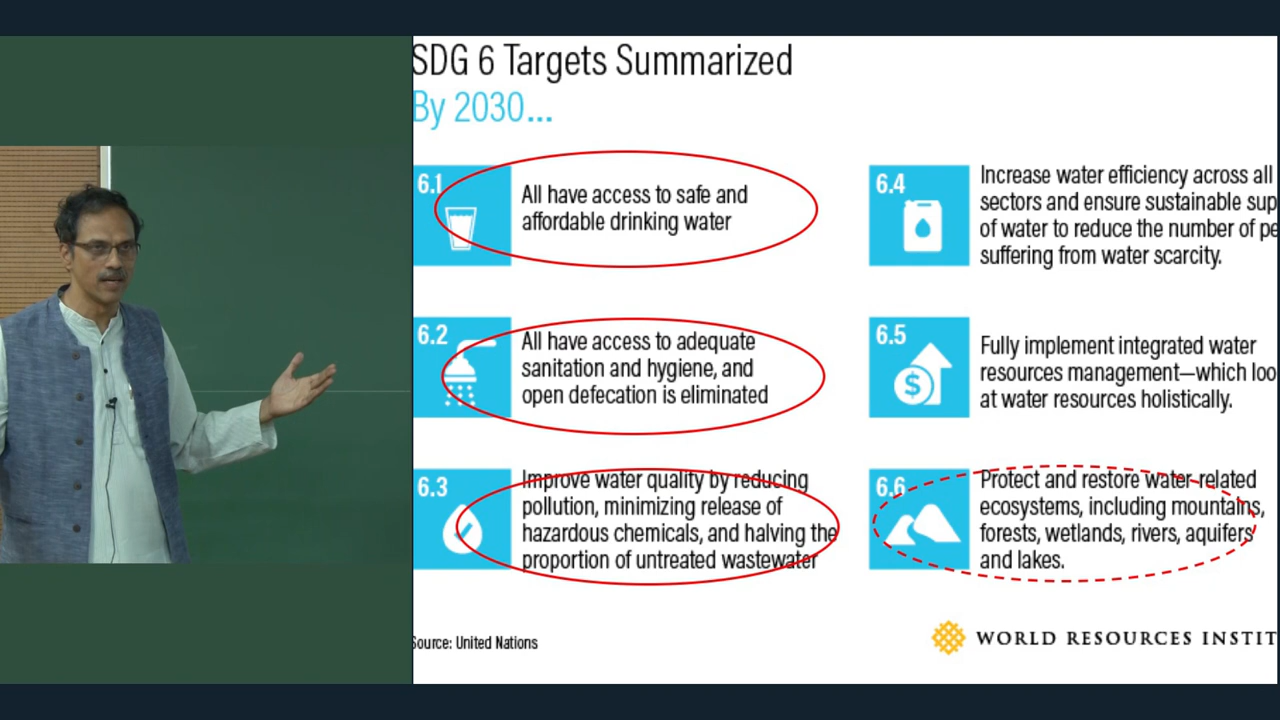 SDG 6 Targets Summarized
By 2030...
6.1
All have access to safe and
affordable drinking water
6.2
All have access to adequate
sanitation and hygiene, and
open defecation is eliminated
6.3
Improve water quality by reducing
pollution, minimizing release of
hazardous chemicals, and halving the
proportion of untreated wastewater
6.4
Increase water efficiency across all
sectors and ensure sustainable sup
of water to reduce the number of pe
suffering from water scarcity.
6.5
$
Fully implement integrated water
resources management—which loo
at water resources holistically.
6.6
Protect and restore water-related
ecosystems, including mountains,
forests, wetlands, rivers, aquifers
and lakes.
Source: United Nations
WORLD RESOURCES INSTIT